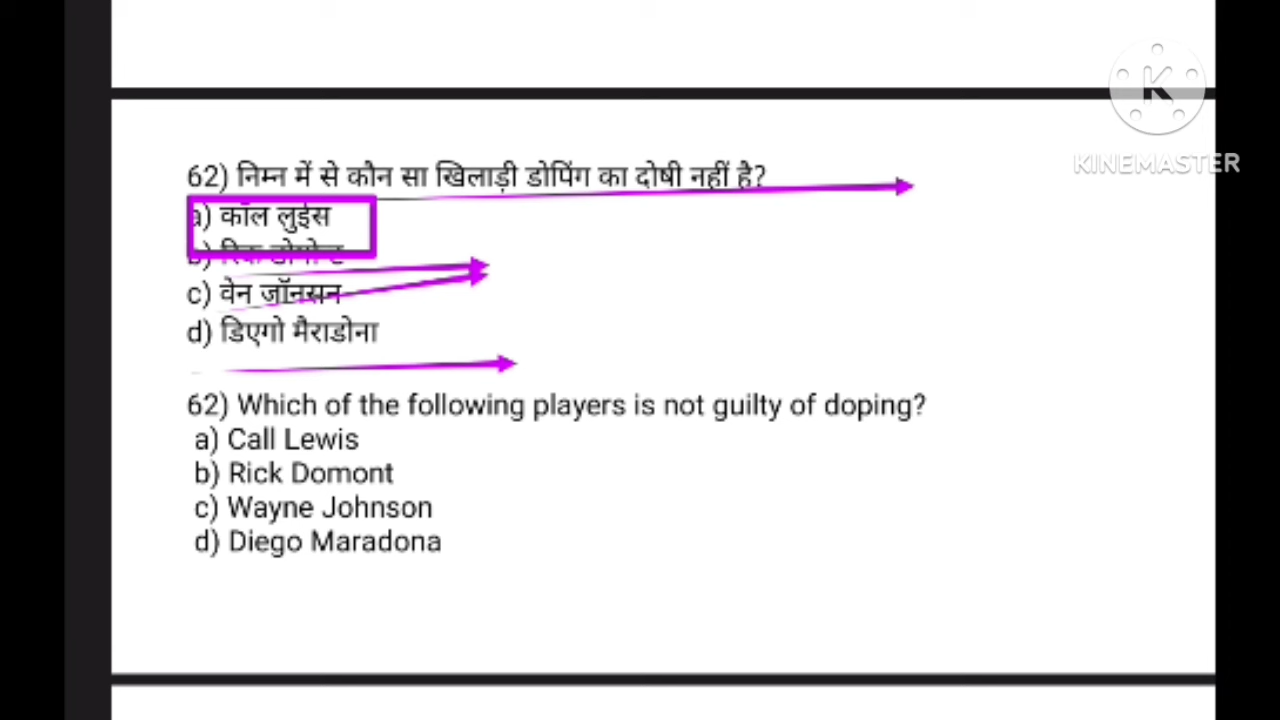 KINEMASTER
62) निम्न में से कौन सा खिलाड़ी डोपिंग का दोषी नहीं है?
a) कॉल लुईस
b) रिक डोमोन्ट
c) वेन जॉनसन
d) डिएगो मैराडोना
62) Which of the following players is not guilty of doping?
a) Call Lewis
b) Rick Domont
c) Wayne Johnson
d) Diego Maradona